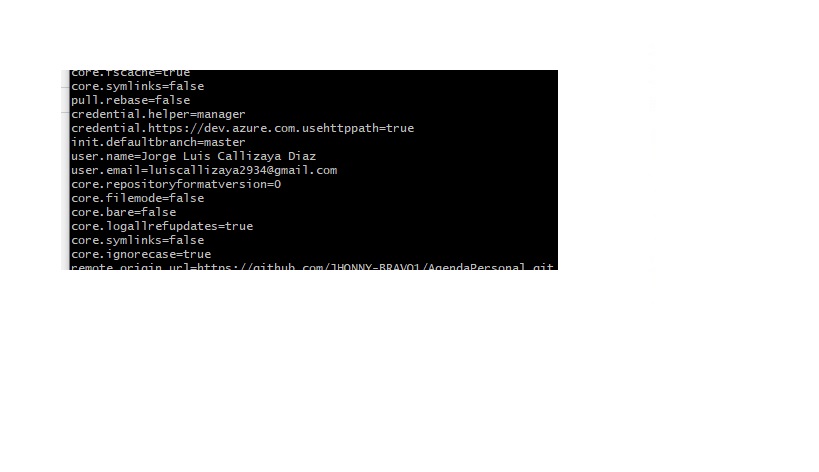 core.fscache=true
core.symlinks=false
pull.rebase=false
credential.helper=manager
credential.https://dev.azure.com.usehttppath=true
init.defaultbranch=master
user.name=Jorge Luis Callizaya Diaz
user.email=luiscallizaya2934@gmail.com
core.repositoryformatversion=0
core.filemode=false
core.bare=false
core.logallrefupdates=true
core.symlinks=false
core.ignorecase=true
remote.origin.url=https://github.com/JHONNY-BRAVO1/AgendaPersonal.git